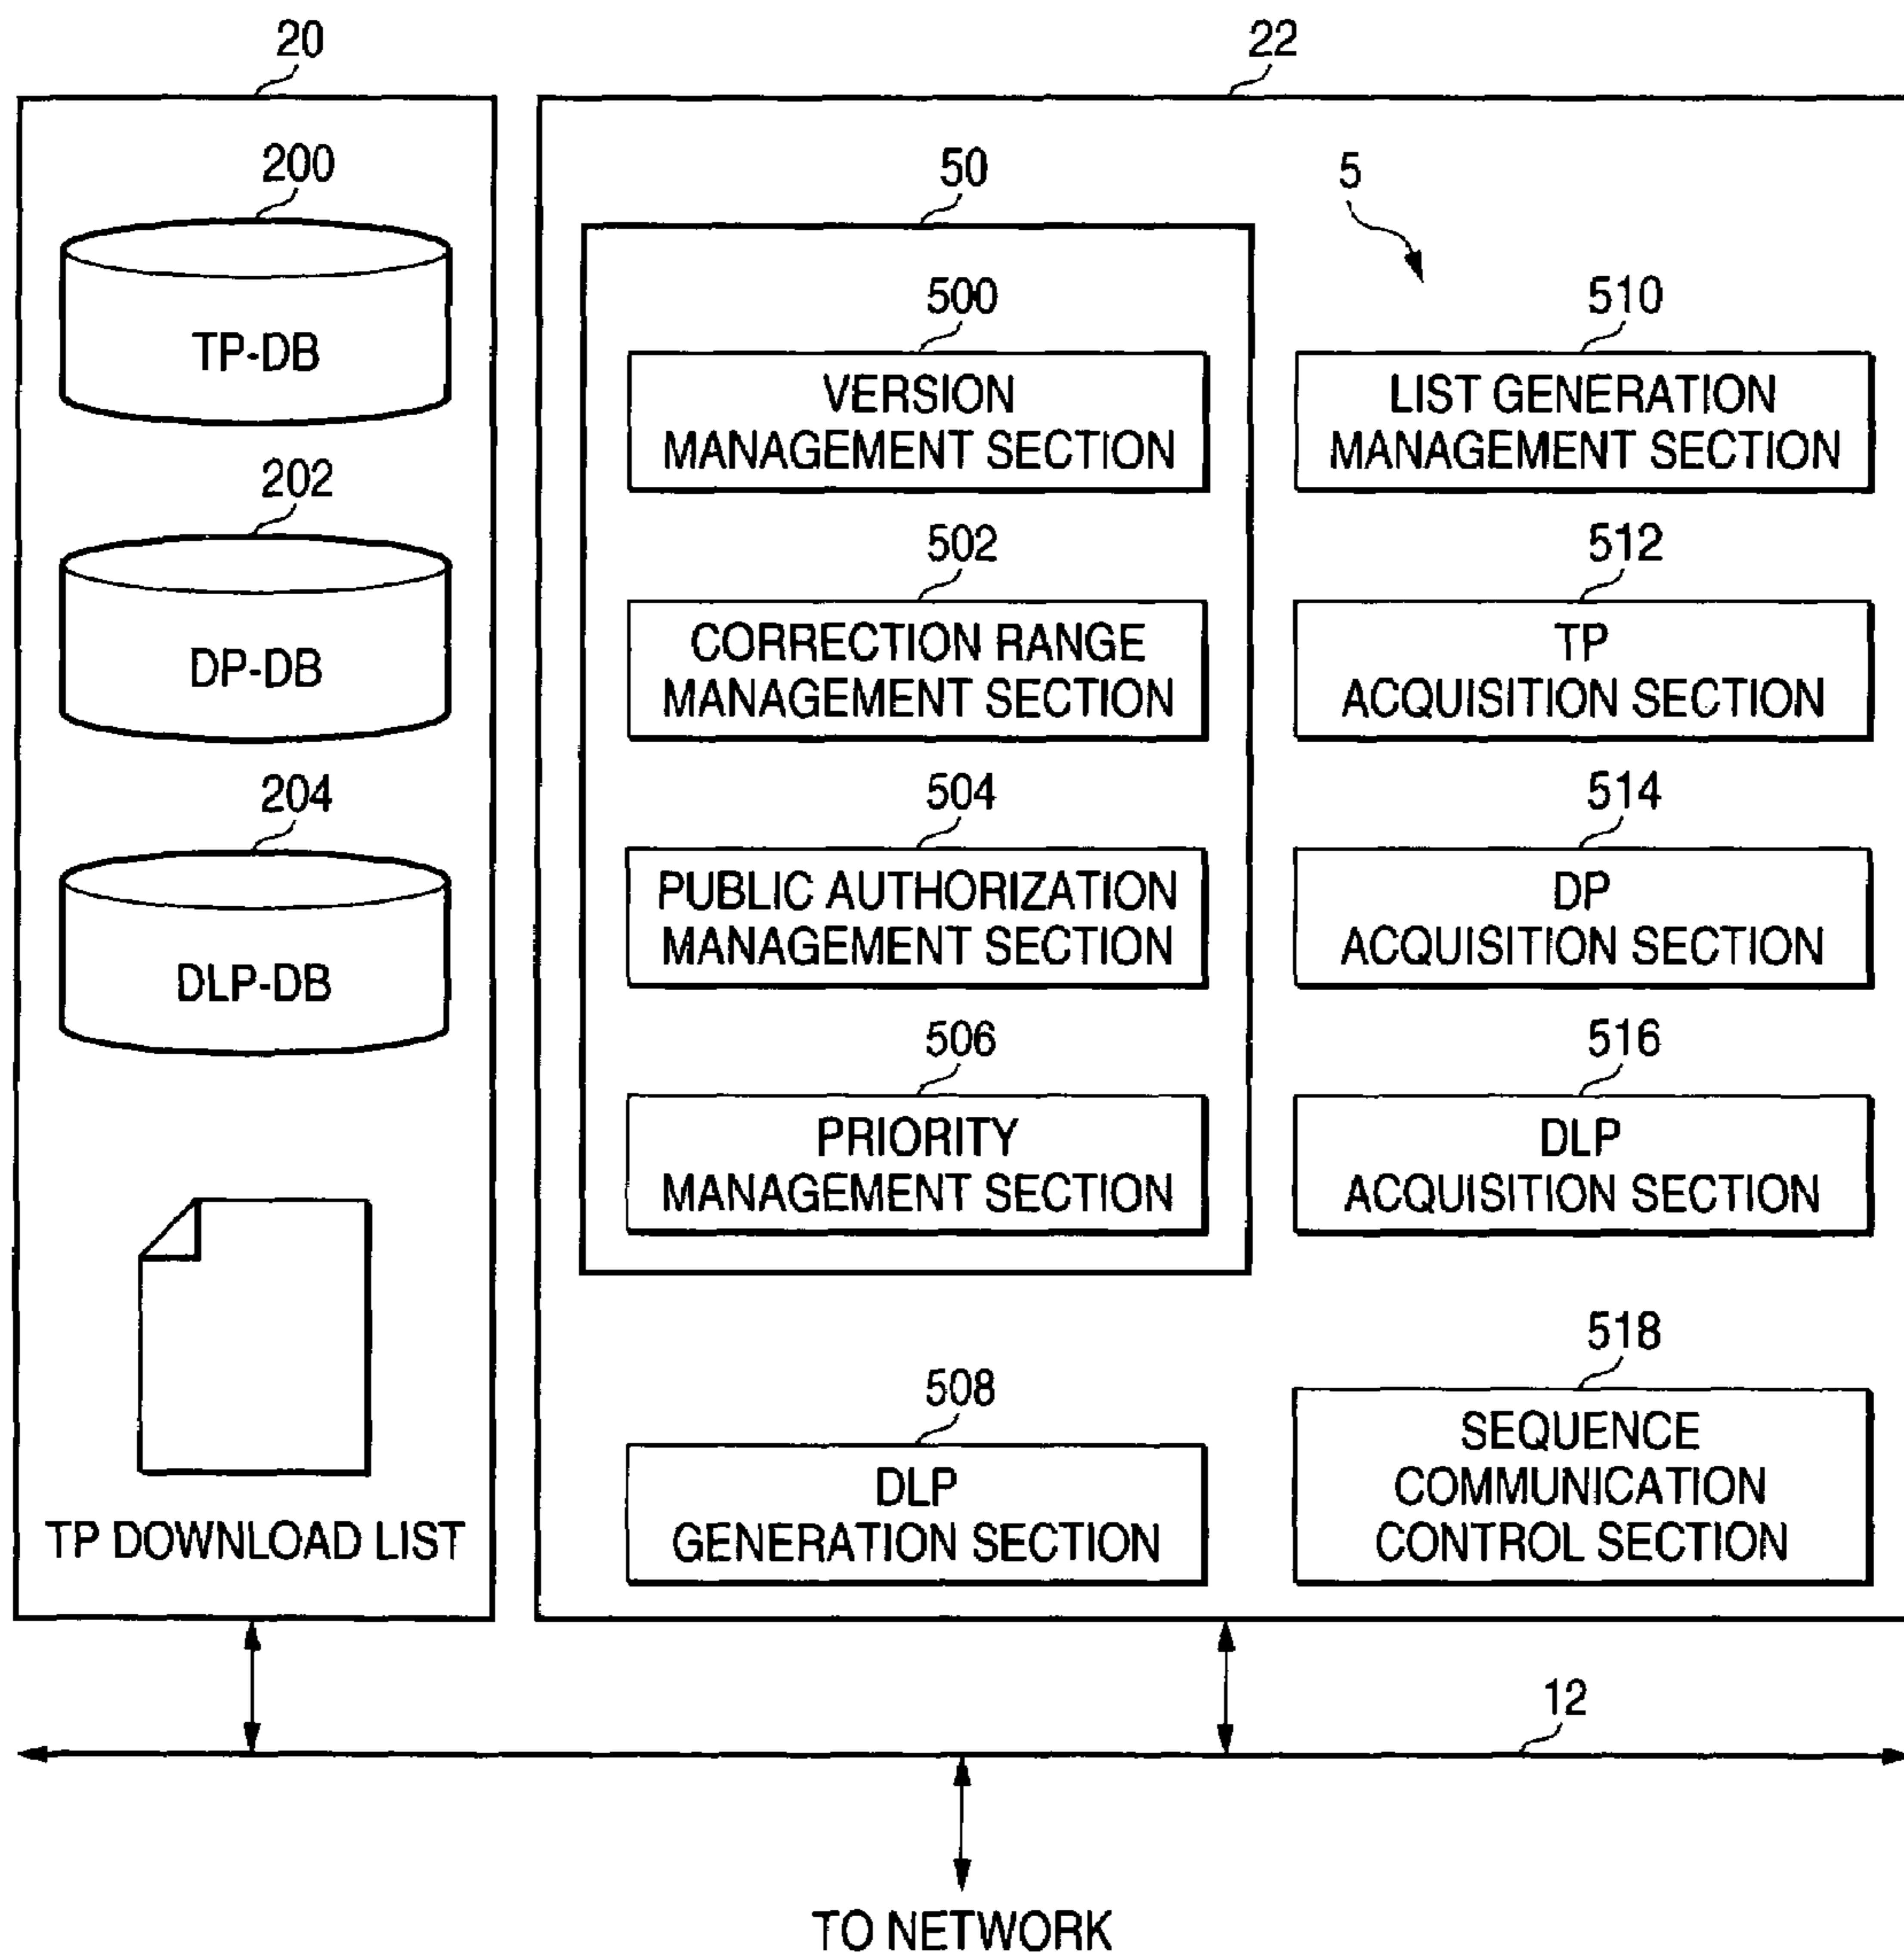 20
22
200
TP-DB
202
DP-DB
204
DLP-DB
TP DOWNLOAD LIST
50
5
500
VERSION
MANAGEMENT SECTION
502
CORRECTION RANGE
MANAGEMENT SECTION
504
PUBLIC AUTHORIZATION
MANAGEMENT SECTION
506
PRIORITY
MANAGEMENT SECTION
508
DLP
GENERATION SECTION
510
LIST GENERATION
MANAGEMENT SECTION
512
TP
ACQUISITION SECTION
514
DP
ACQUISITION SECTION
516
DLP
ACQUISITION SECTION
518
SEQUENCE
COMMUNICATION
CONTROL SECTION
12
TO NETWORK